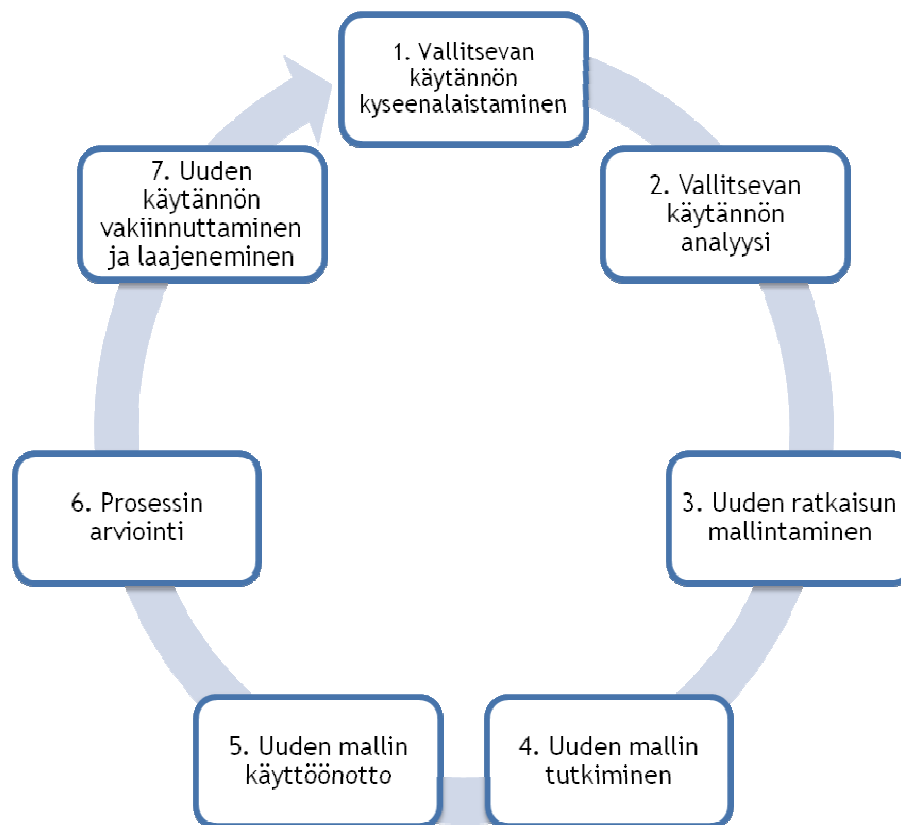 1. Vallitsevan
käytännön
kyseenalaistaminen
2. Vallitsevan
käytännön
analyysi
3. Uuden ratkaisun
mallintaminen
4. Uuden mallin
tutkiminen
5. Uuden mallin
käyttöönotto
6. Prosessin
arviointi
7. Uuden
käytännön
vakiinnuttaminen
ja laajeneminen